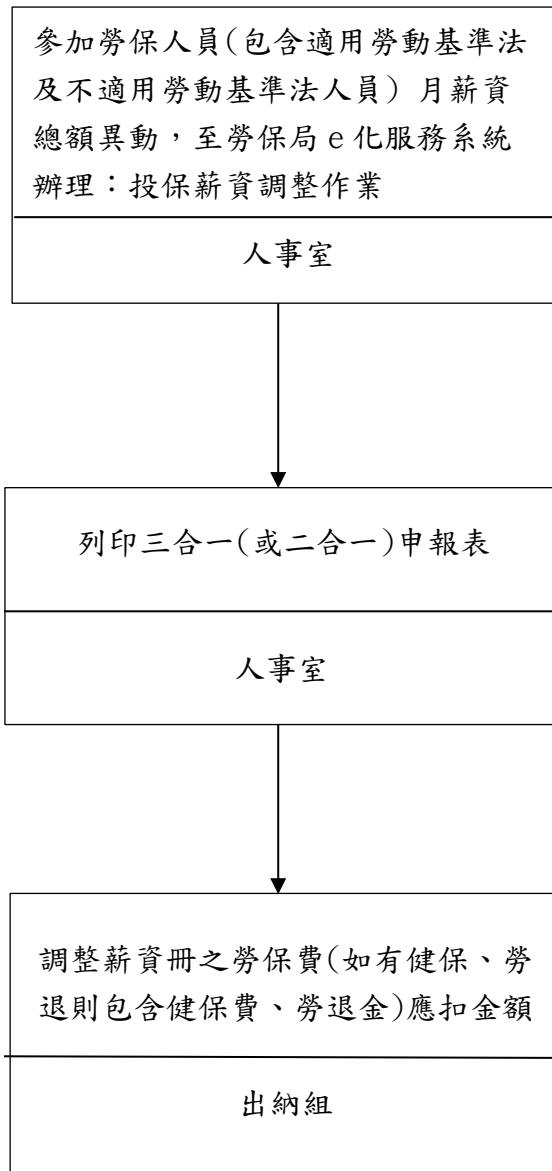 參加勞保人員(包含適用勞動基準法
及不適用勞動基準法人員) 月薪資
總額異動，至勞保局 e 化服務系統
辦理：投保薪資調整作業
人事室
列印三合一(或二合一)申報表
人事室
調整薪資冊之勞保費(如有健保、勞
退則包含健保費、勞退金)應扣金額
出納組